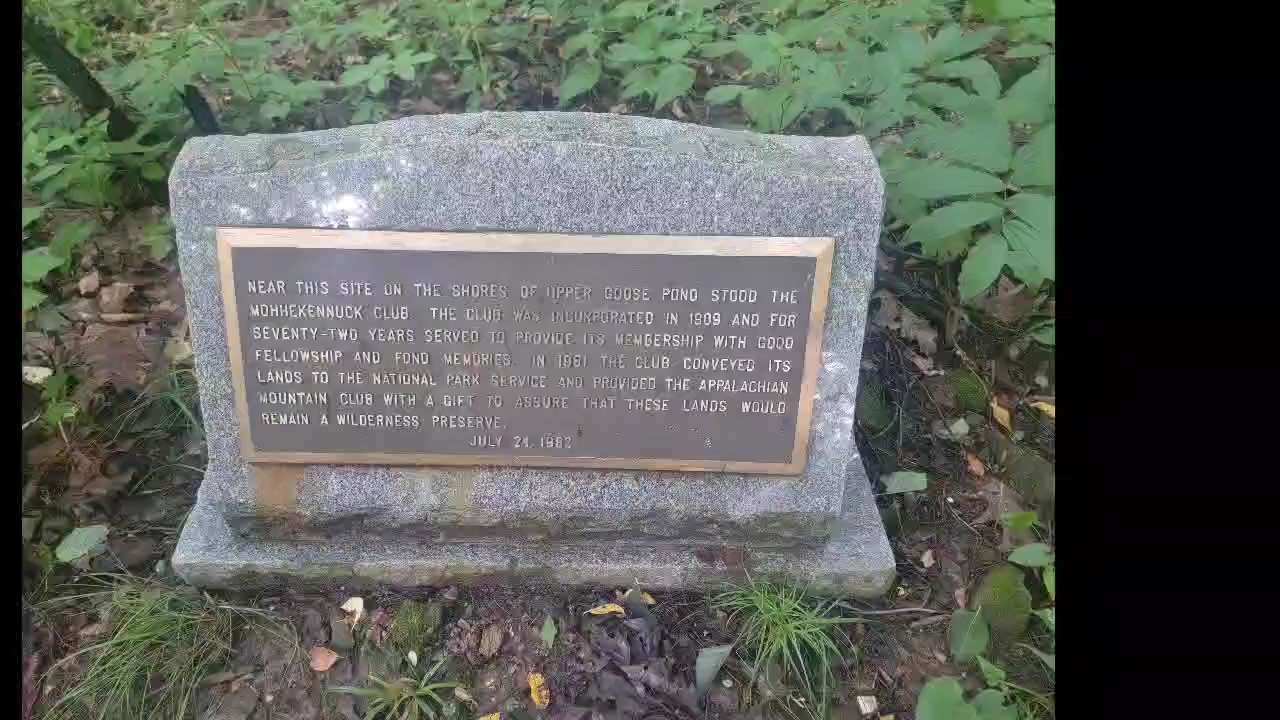 NEAR THIS SITE ON THE SHORES OF UPPER GOOSE POND STOOD THE
MOHHEKENNUCK CLUB. THE CLUB WAS INCORPORATED IN 1909 AND FOR
SEVENTY-TWO YEARS SERVED TO PROVIDE ITS MEMBERSHIP WITH GOOD
FELLOWSHIP AND FOND MEMORIES. IN 1981 THE CLUB CONVEYED ITS
LANDS TO THE NATIONAL PARK SERVICE AND PROVIDED THE APPALACHIAN
MOUNTAIN CLUB WITH A GIFT TO ASSURE THAT THESE LANDS WOULD
REMAIN A WILDERNESS PRESERVE.
JULY 24, 1982